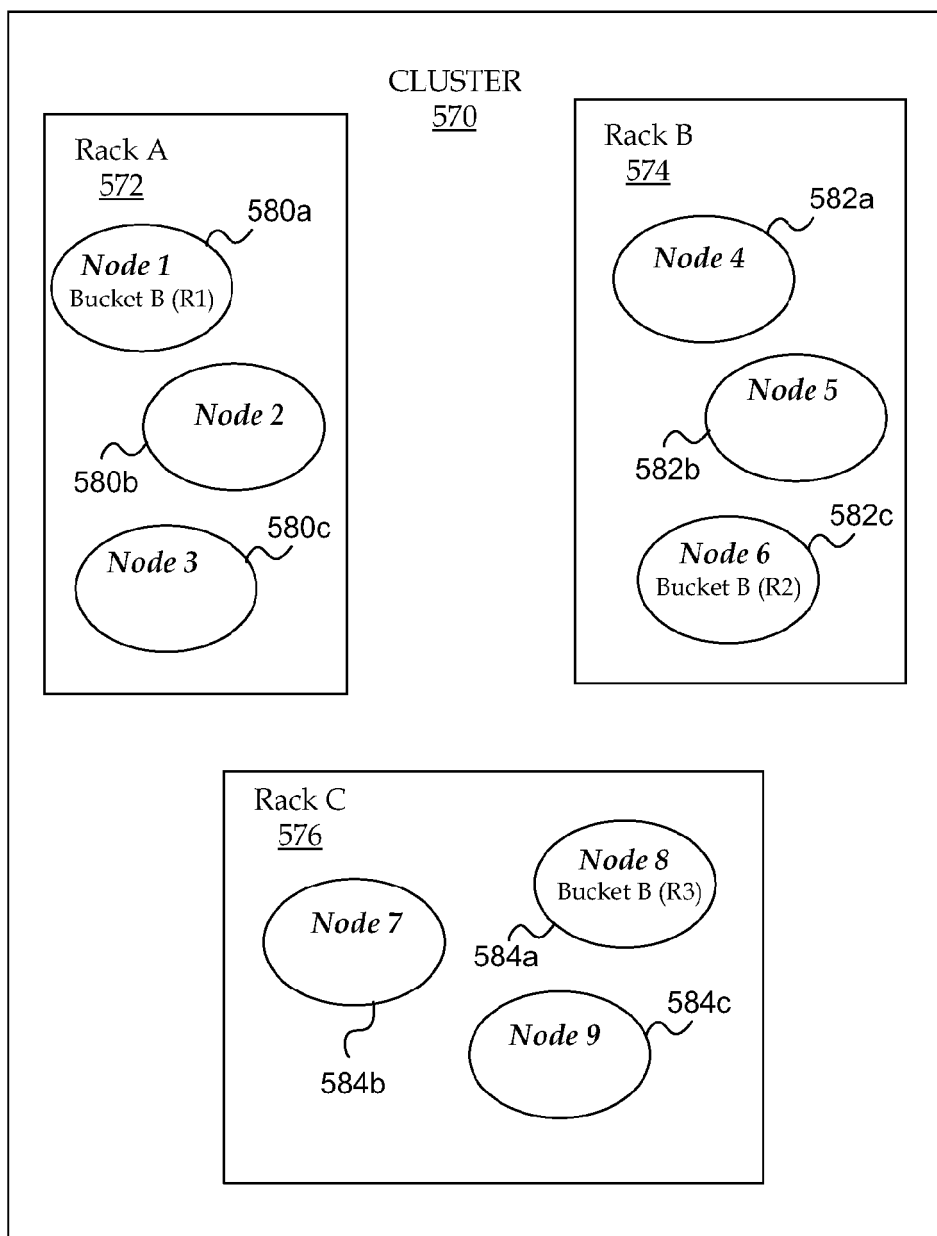 CLUSTER
570
Rack A
572
580a
Node 1
Bucket B (R1)
Node 2
580b
580c
Node 3
Rack B
574
582a
Node 4
Node 5
582b
582c
Node 6
Bucket B (R2)
Rack C
576
Node 8
Bucket B (R3)
Node 7
584a
584c
Node 9
584b